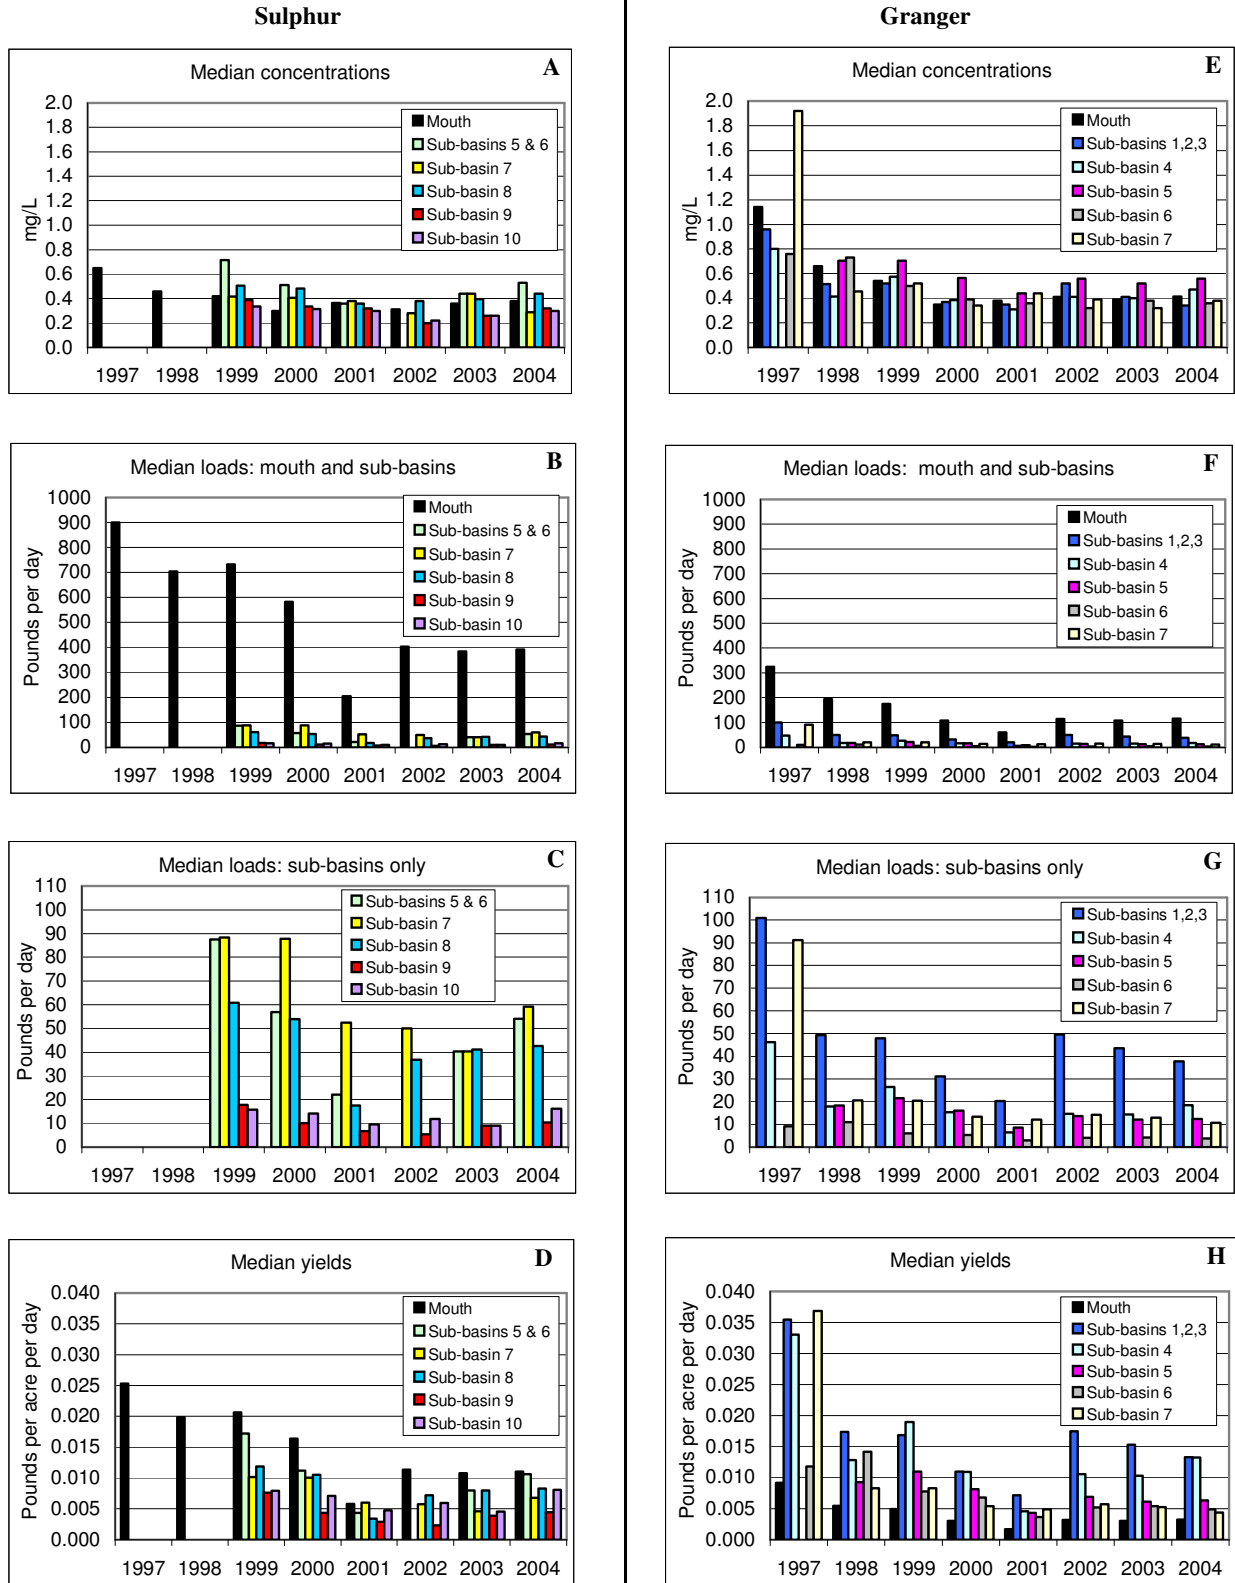 Sulphur
Median concentrations A
mg/L
2.0
1.8
1.6
1.4
1.2
1.0
0.8
0.6
0.4
0.2
0.0
Mouth
Sub-basins 5 & 6
Sub-basin 7
Sub-basin 8
Sub-basin 9
Sub-basin 10
1997 1998 1999 2000 2001 2002 2003 2004
Median loads: mouth and sub-basins B
Pounds per day
1000
900
800
700
600
500
400
300
200
100
0
Mouth
Sub-basins 5 & 6
Sub-basin 7
Sub-basin 8
Sub-basin 9
Sub-basin 10
1997 1998 1999 2000 2001 2002 2003 2004
Median loads: sub-basins only C
Pounds per day
110
100
90
80
70
60
50
40
30
20
10
0
Sub-basins 5 & 6
Sub-basin 7
Sub-basin 8
Sub-basin 9
Sub-basin 10
1997 1998 1999 2000 2001 2002 2003 2004
Median yields D
Pounds per acre per day
0.040
0.035
0.030
0.025
0.020
0.015
0.010
0.005
0.000
Mouth
Sub-basins 5 & 6
Sub-basin 7
Sub-basin 8
Sub-basin 9
Sub-basin 10
1997 1998 1999 2000 2001 2002 2003 2004
Granger
Median concentrations E
mg/L
2.0
1.8
1.6
1.4
1.2
1.0
0.8
0.6
0.4
0.2
0.0
Mouth
Sub-basins 1,2,3
Sub-basin 4
Sub-basin 5
Sub-basin 6
Sub-basin 7
1997 1998 1999 2000 2001 2002 2003 2004
Median loads: mouth and sub-basins F
Pounds per day
1000
900
800
700
600
500
400
300
200
100
0
Mouth
Sub-basins 1,2,3
Sub-basin 4
Sub-basin 5
Sub-basin 6
Sub-basin 7
1997 1998 1999 2000 2001 2002 2003 2004
Median loads: sub-basins only G
Pounds per day
110
100
90
80
70
60
50
40
30
20
10
0
Sub-basins 1,2,3
Sub-basin 4
Sub-basin 5
Sub-basin 6
Sub-basin 7
1997 1998 1999 2000 2001 2002 2003 2004
Median yields H
Pounds per acre per day
0.040
0.035
0.030
0.025
0.020
0.015
0.010
0.005
0.000
Mouth
Sub-basins 1,2,3
Sub-basin 4
Sub-basin 5
Sub-basin 6
Sub-basin 7
1997 1998 1999 2000 2001 2002 2003 2004